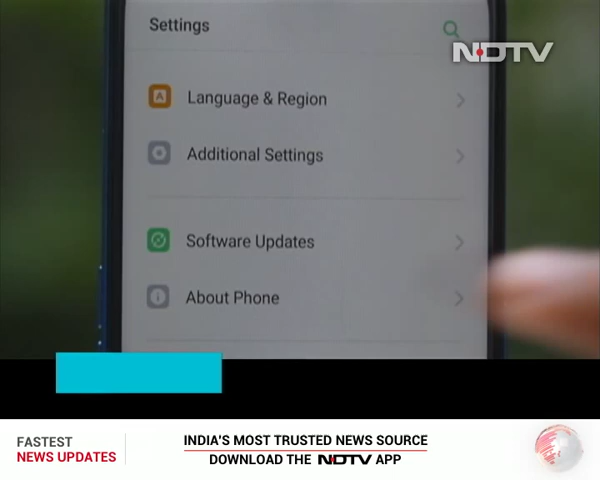 Settings
NDTV
A
Language & Region
Additional Settings
Software Updates
About Phone
FASTEST
NEWS UPDATES
INDIA'S MOST TRUSTED NEWS SOURCE
DOWNLOAD THE NDTV APP